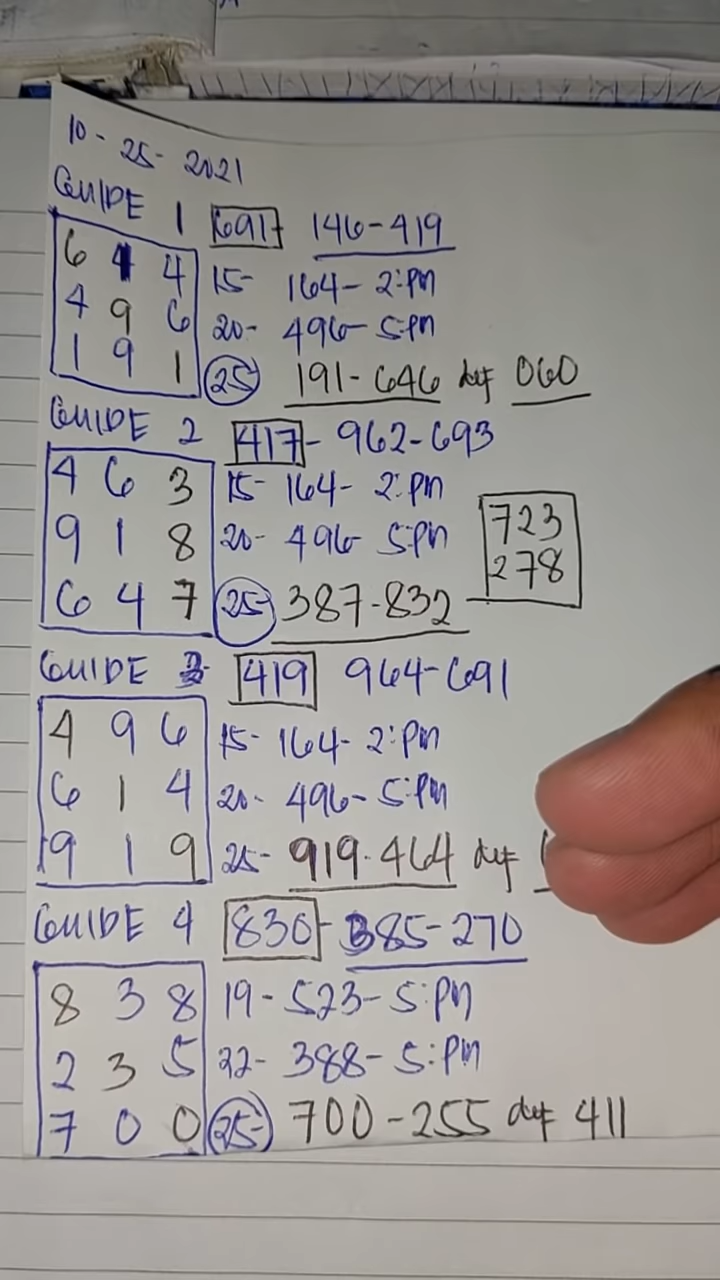 10-25-2021
GUIDE 1 691- 146-419
6 1 4 15- 164- 2:PM
4 9 6 20- 496- 5:PM
1 9 1 25 191-646 def 060
GUIDE 2 417- 962-693
4 6 3 15- 164- 2:PM
9 1 8 20- 496- 5:PM
6 4 7 25- 387-832
723
278
GUIDE 3 419 964-691
4 9 6 15- 164- 2:PM
6 1 4 20- 496- 5:PM
9 1 9 25- 919.464 def
GUIDE 4 830- 385-270
8 3 8 19- 523- 5:PM
2 3 5 22- 388- 5:PM
7 0 0 25- 700-255 def 411